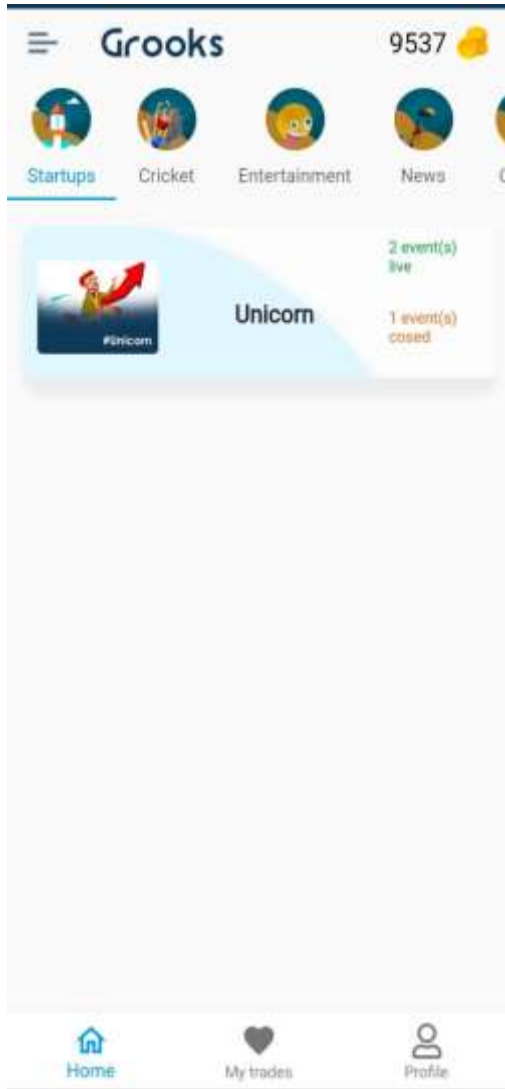 Grooks
9537
Startups
Cricket
Entertainment
News
2 event(s)
live
#Unicorn
Unicorn
1 event(s)
cosed
Home
My trades
Profile